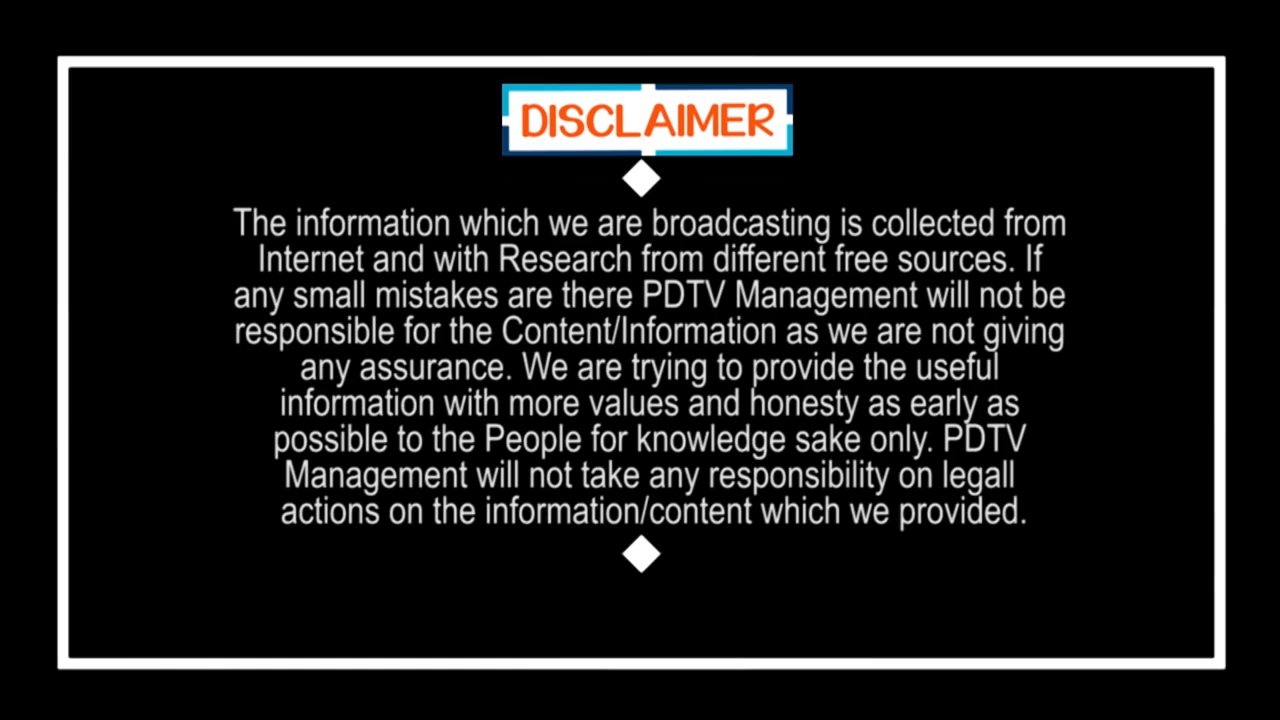 DISCLAIMER
The information which we are broadcasting is collected from
Internet and with Research from different free sources. If
any small mistakes are there PDTV Management will not be
responsible for the Content/Information as we are not giving
any assurance. We are trying to provide the useful
information with more values and honesty as early as
possible to the People for knowledge sake only. PDTV
Management will not take any responsibility on legall
actions on the information/content which we provided.